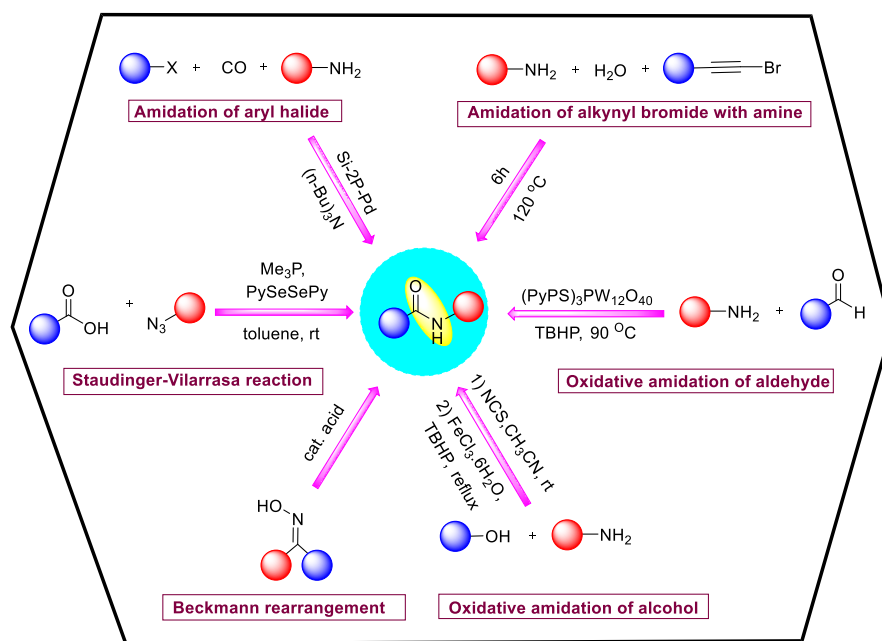 X + CO + NH₂
Amidation of aryl halide
Si-2P-Pd
(n-Bu)₃N
NH₂ + H₂O + Br
Amidation of alkynyl bromide with amine
6h
120 ºC
O
OH
+
N₃
Me₃P,
PySeSePy
toluene, rt
Staudinger-Vilarrasa reaction
O
N
H
(PyPS)₃PW₁₂O₄₀
TBHP, 90 ᴼC
NH₂
+
O
H
Oxidative amidation of aldehyde
cat. acid
HO
N
Beckmann rearrangement
1) NCS,CH₃CN, rt
2) FeCl₃.6H₂O,
TBHP, reflux
OH + NH₂
Oxidative amidation of alcohol